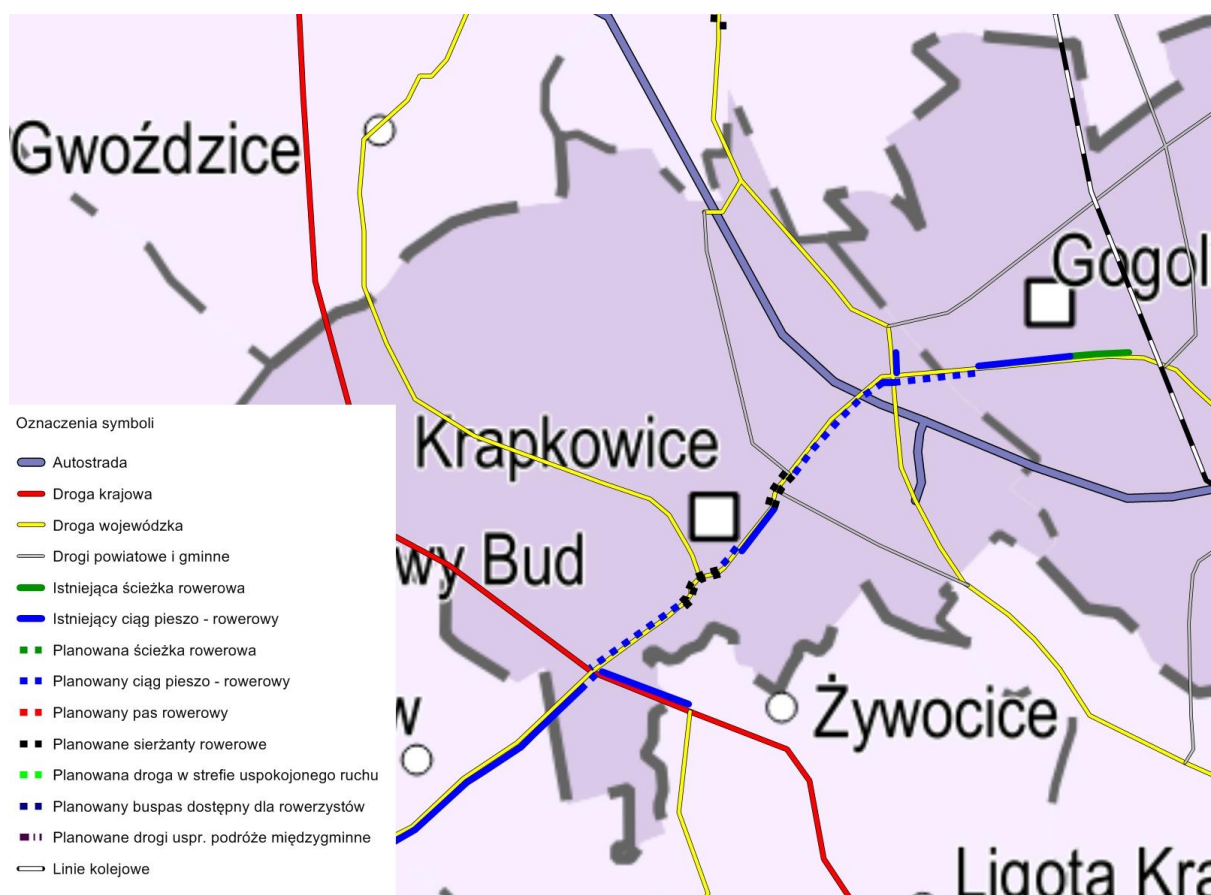 Gwoździce
Gogol
Krapkowice
wy Bud
w
Żywocice
Ligota Kra
Oznaczenia symboli
Autostrada
Droga krajowa
Droga wojewódzka
Drogi powiatowe i gminne
Istniejąca ścieżka rowerowa
Istniejący ciąg pieszo - rowerowy
Planowana ścieżka rowerowa
Planowany ciąg pieszo - rowerowy
Planowany pas rowerowy
Planowane sierżanty rowerowe
Planowana droga w strefie uspokojonego ruchu
Planowany buspas dostępny dla rowerzystów
Planowane drogi uspr. podróże międzygminne
Linie kolejowe